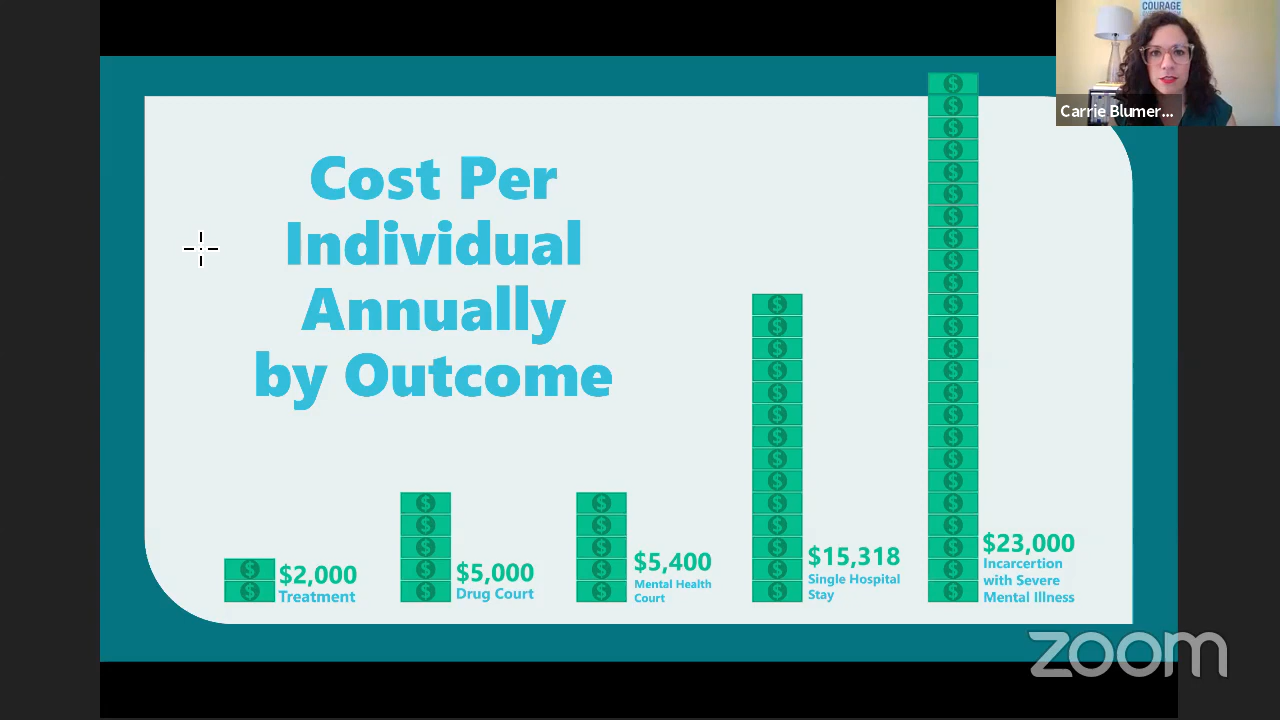 COURAGE
Carrie Blumer...
Cost Per
Individual
Annually
by Outcome
$2,000
Treatment
$5,000
Drug Court
$5,400
Mental Health
Court
$15,318
Single Hospital
Stay
$23,000
Incarcertion
with Severe
Mental Illness
zoom